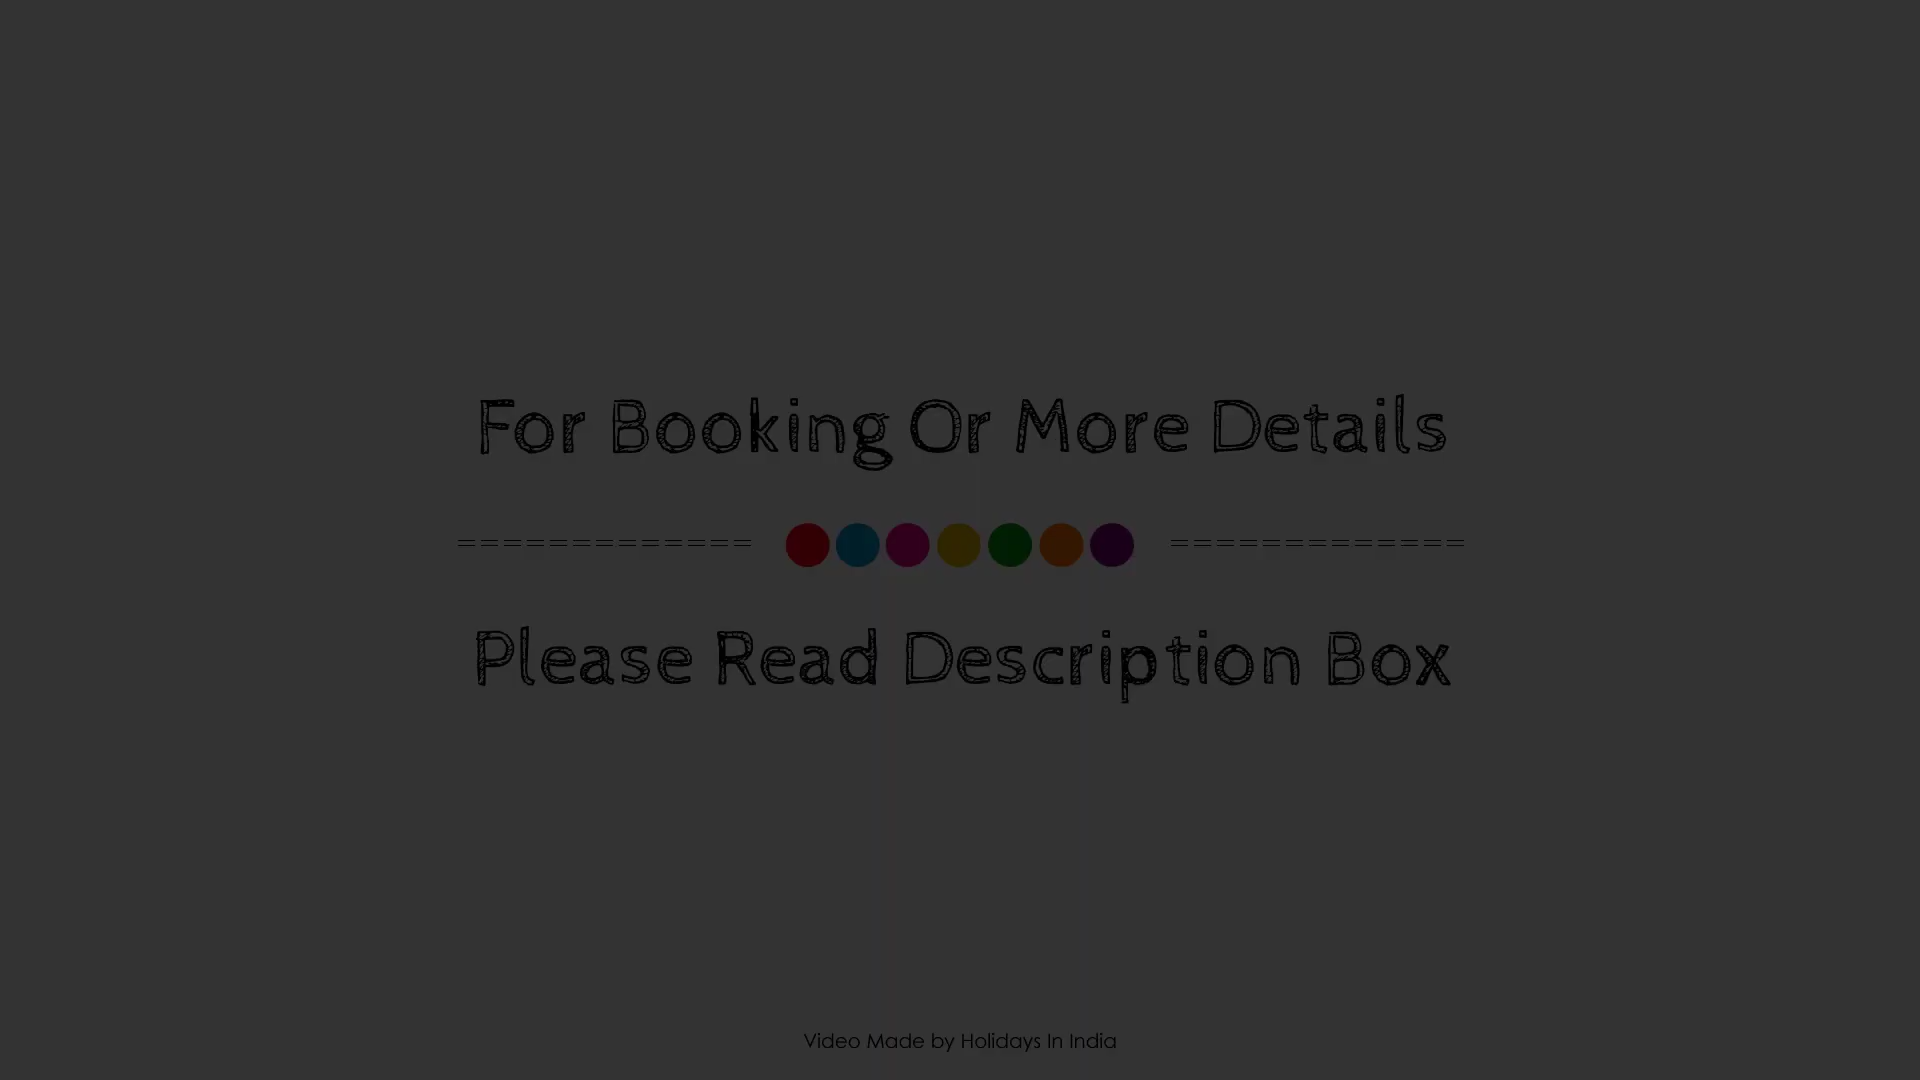 For Booking Or More Details
============= =============
Please Read Description Box
Video Made by Holidays In India